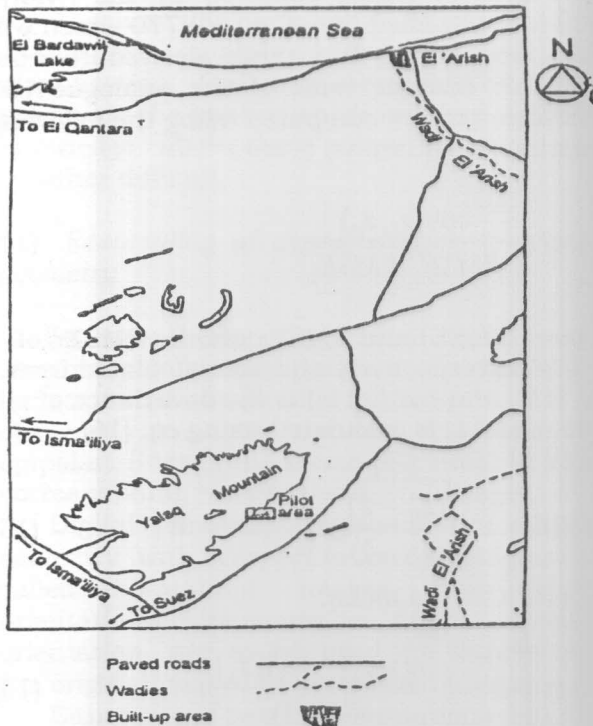 Mediterranean Sea
El Bardawil
Lake
El 'Arish
N
To El Qantara
Wadi
El 'Arish
To Isma'iliya
Yalaq
Mountain
Pilot
area
Wadi
El 'Arish
To Isma'iliya
To Suez
Paved roads
Wadies
Built-up area